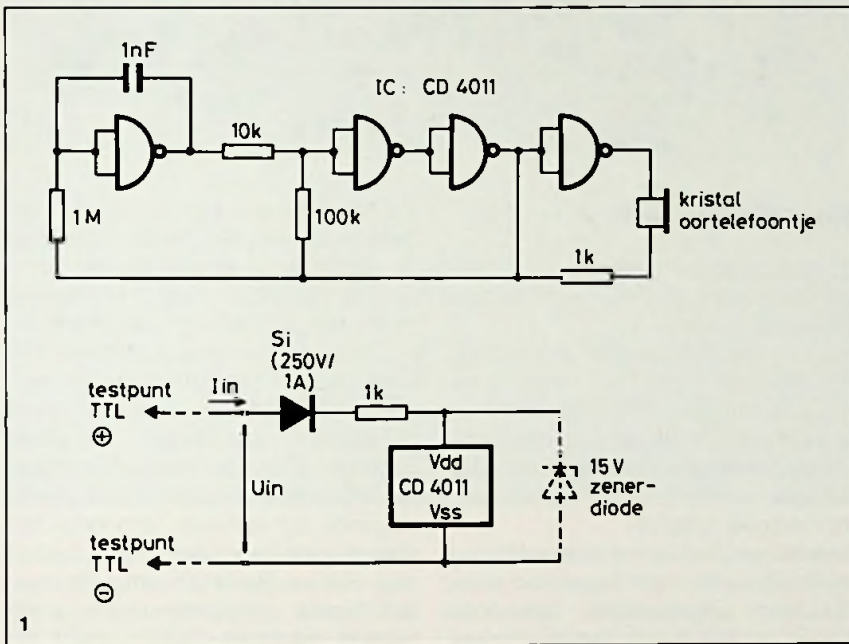 1nF
IC: CD 4011
10k
1M
100k
kristal
oortelefoontje
1k
Si
(250V/
1A)
testpunt
TTL
⊕
Iin
1k
Uin
Vdd
CD 4011
Vss
15V
zener-
diode
testpunt
TTL
⊖
1